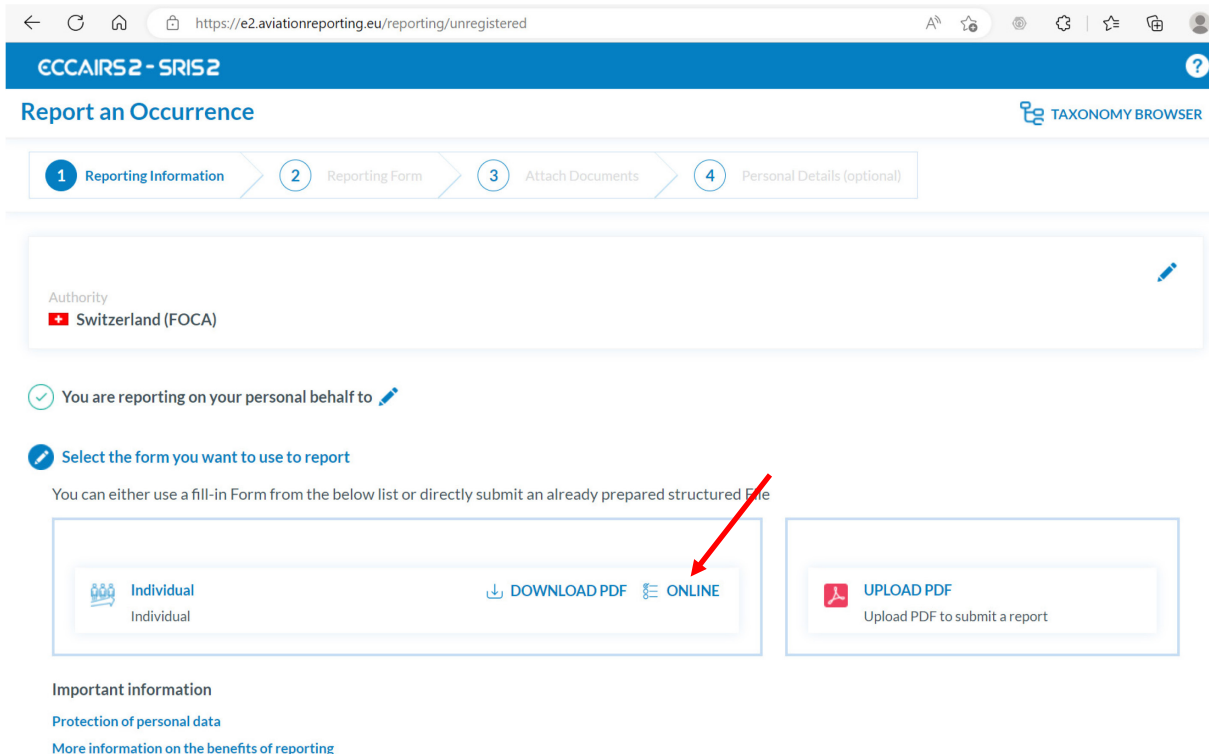 https://e2.aviationreporting.eu/reporting/unregistered
ECCAIRS2 - SRIS2
?
Report an Occurrence
TAXONOMY BROWSER
1 Reporting Information 2 Reporting Form 3 Attach Documents 4 Personal Details (optional)
Authority
Switzerland (FOCA)
You are reporting on your personal behalf to
Select the form you want to use to report
You can either use a fill-in Form from the below list or directly submit an already prepared structured File
Individual DOWNLOAD PDF ONLINE UPLOAD PDF
Individual Upload PDF to submit a report
Important information
Protection of personal data
More information on the benefits of reporting